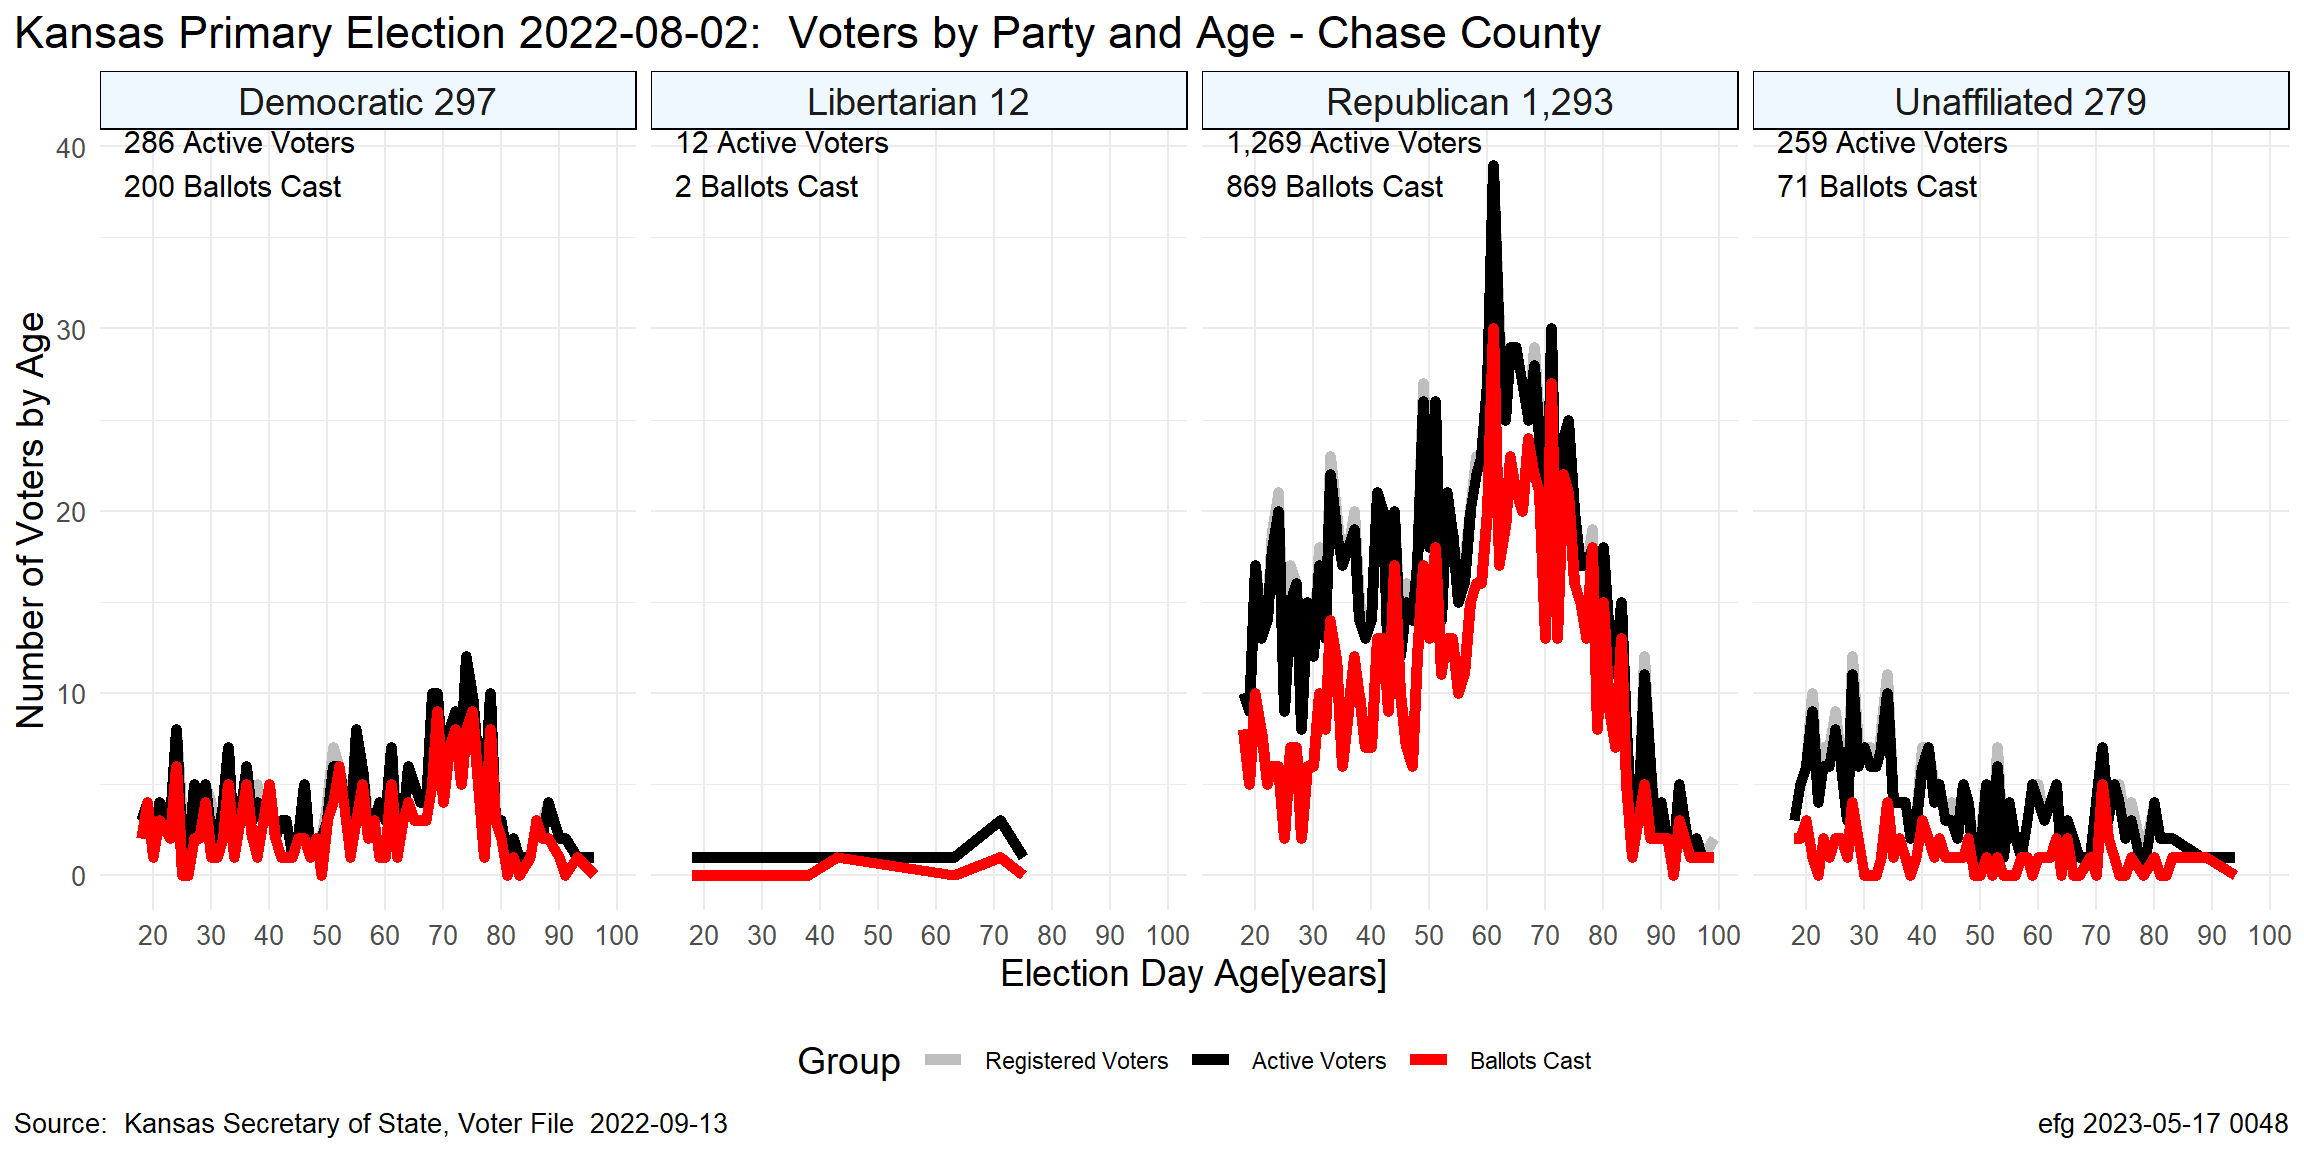 Kansas Primary Election 2022-08-02:  Voters by Party and Age - Chase County
Democratic 297
Libertarian 12
Republican 1,293
Unaffiliated 279
286 Active Voters
200 Ballots Cast
12 Active Voters
2 Ballots Cast
1,269 Active Voters
869 Ballots Cast
259 Active Voters
71 Ballots Cast
Number of Voters by Age
40
30
20
10
0
20 30 40 50 60 70 80 90 100
20 30 40 50 60 70 80 90 100
20 30 40 50 60 70 80 90 100
20 30 40 50 60 70 80 90 100
Election Day Age[years]
Group Registered Voters Active Voters Ballots Cast
Source:  Kansas Secretary of State, Voter File  2022-09-13
efg 2023-05-17 0048